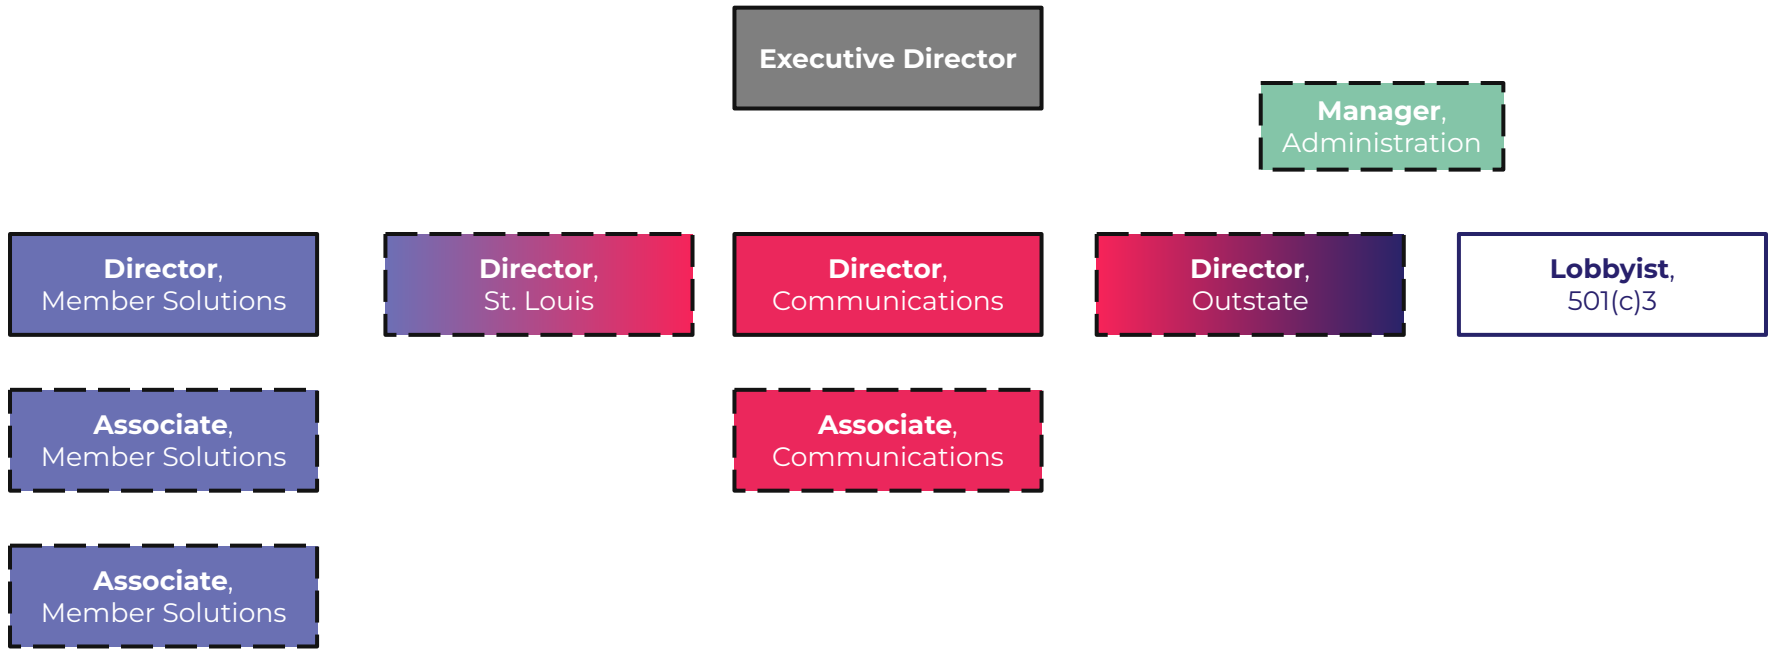 Executive Director
Manager,
Administration
Director,
Member Solutions
Director,
St. Louis
Director,
Communications
Director,
Outstate
Lobbyist,
501(c)3
Associate,
Member Solutions
Associate,
Communications
Associate,
Member Solutions